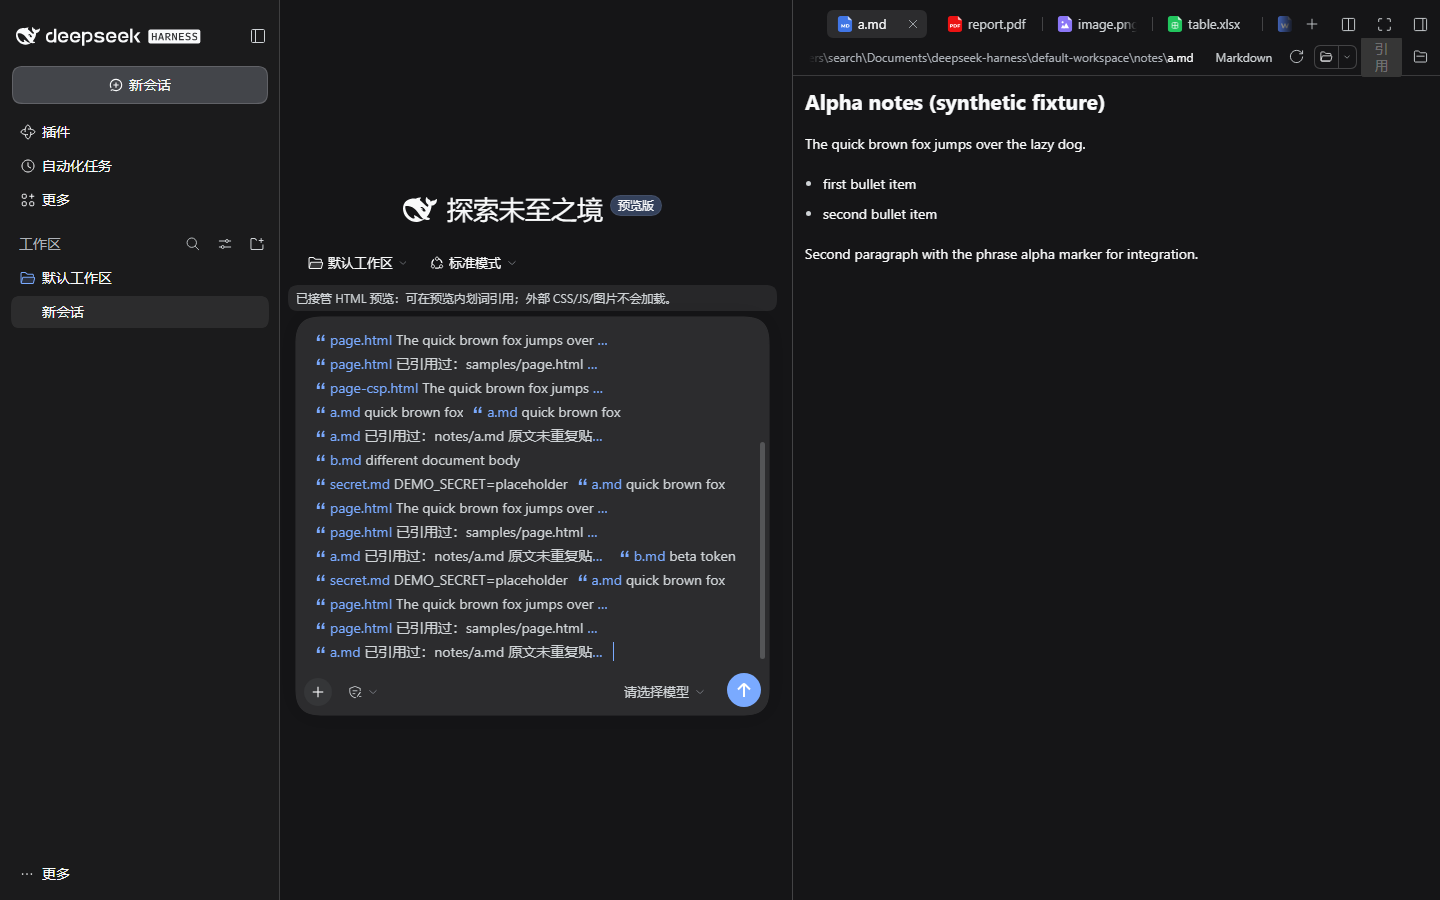 deepseek HARNESS
新会话
插件
自动化任务
更多
工作区
默认工作区
新会话
更多
探索未至之境 预览版
默认工作区 标准模式
已接管 HTML 预览：可在预览内划词引用；外部 CSS/JS/图片不会加载。
“ page.html The quick brown fox jumps over ...
“ page.html 已引用过：samples/page.html ...
“ page-csp.html The quick brown fox jumps ...
“ a.md quick brown fox “ a.md quick brown fox
“ a.md 已引用过：notes/a.md 原文未重复贴...
“ b.md different document body
“ secret.md DEMO_SECRET=placeholder “ a.md quick brown fox
“ page.html The quick brown fox jumps over ...
“ page.html 已引用过：samples/page.html ...
“ a.md 已引用过：notes/a.md 原文未重复贴... “ b.md beta token
“ secret.md DEMO_SECRET=placeholder “ a.md quick brown fox
“ page.html The quick brown fox jumps over ...
“ page.html 已引用过：samples/page.html ...
“ a.md 已引用过：notes/a.md 原文未重复贴...
请选择模型
a.md report.pdf image.png table.xlsx
ers\search\Documents\deepseek-harness\default-workspace\notes\a.md Markdown 引用
Alpha notes (synthetic fixture)
The quick brown fox jumps over the lazy dog.
• first bullet item
• second bullet item
Second paragraph with the phrase alpha marker for integration.